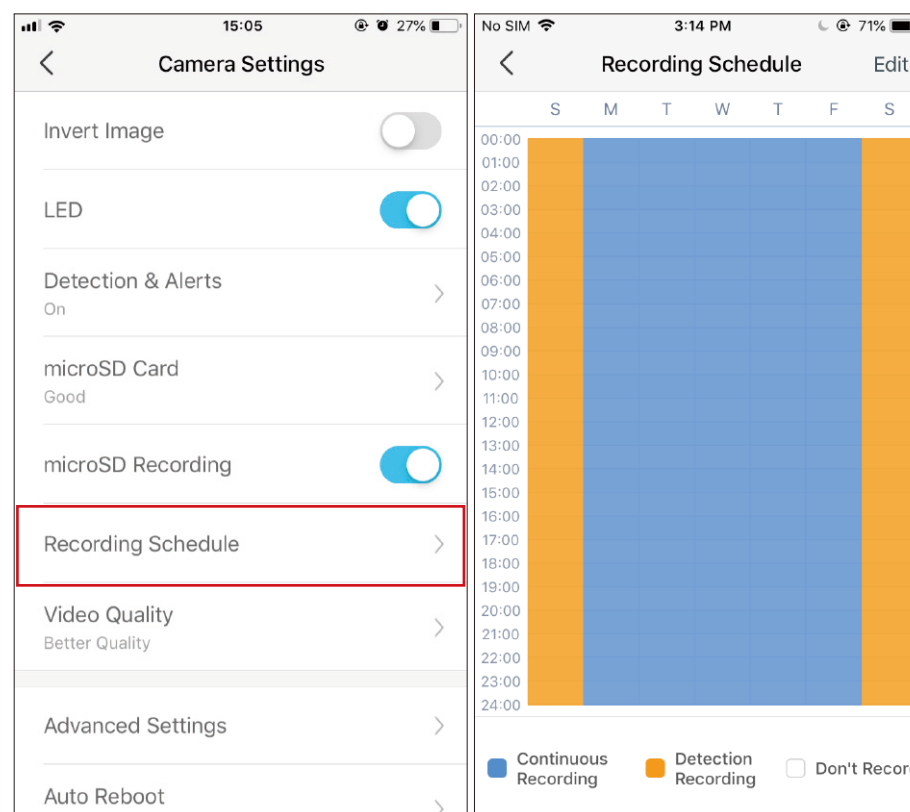 15:05
27%
Camera Settings
Invert Image
LED
Detection & Alerts
On
microSD Card
Good
microSD Recording
Recording Schedule
Video Quality
Better Quality
Advanced Settings
Auto Reboot
No SIM
3:14 PM
71%
Recording Schedule
Edit
S M T W T F S
00:00
01:00
02:00
03:00
04:00
05:00
06:00
07:00
08:00
09:00
10:00
11:00
12:00
13:00
14:00
15:00
16:00
17:00
18:00
19:00
20:00
21:00
22:00
23:00
24:00
Continuous
Recording
Detection
Recording
Don't Recor